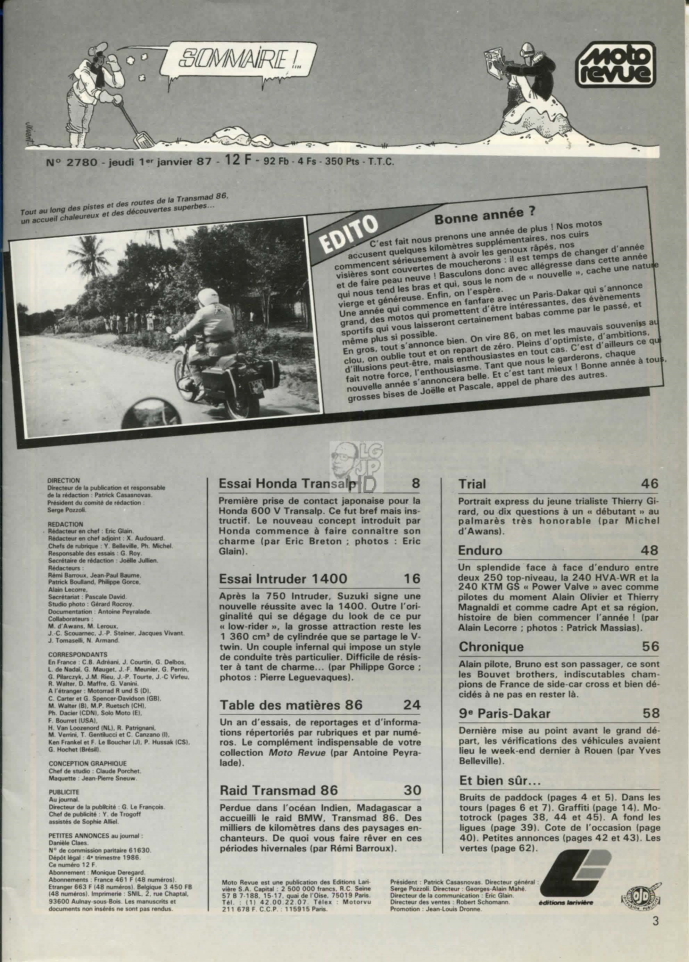 SOMMAIRE !..
moto
revue
N° 2780 - jeudi 1er janvier 87 - 12 F - 92 Fb - 4 Fs - 350 Pts - T.T.C.
Tout au long des pistes et des routes de la Transmad 86,
un accueil chaleureux et des découvertes superbes...
EDITO
Bonne année ?
C'est fait nous prenons une année de plus ! Nos motos
accusent quelques kilomètres supplémentaires, nos cuirs
commencent sérieusement à avoir les genoux râpés, nos
visières sont couvertes de moucherons : il est temps de changer d'année
et de faire peau neuve ! Basculons donc avec allégresse dans cette année
qui nous tend les bras et qui, sous le nom de « nouvelle », cache une nature
vierge et généreuse. Enfin, on l'espère.
Une année qui commence en fanfare avec un Paris-Dakar qui s'annonce
grand, des motos qui promettent d'être intéressantes, des évènements
sportifs qui vous laisseront certainement babas comme par le passé, et
même plus si possible.
En gros, tout s'annonce bien. On vire 86, on met les mauvais souvenirs au
clou, on oublie tout et on repart de zéro. Pleins d'optimiste, d'ambitions,
d'illusions peut-être, mais enthousiastes en tout cas. C'est d'ailleurs ce qui
fait notre force, l'enthousiasme. Tant que nous le garderons, chaque
nouvelle année s'annoncera belle. Et c'est tant mieux ! Bonne année à tous,
grosses bises de Joëlle et Pascale, appel de phare des autres.
LG
JP
HD
DIRECTION
Directeur de la publication et responsable
de la rédaction : Patrick Casasnovas.
Président du comité de rédaction :
Serge Pozzoli.
REDACTION
Rédacteur en chef : Eric Glain.
Rédacteur en chef adjoint : X. Audouard.
Chefs de rubrique : Y. Belleville, Ph. Michel.
Responsable des essais : G. Roy.
Secrétaire de rédaction : Joëlle Jullien.
Rédacteurs :
Rémi Barroux, Jean-Paul Baume,
Patrick Boulland, Philippe Gorce,
Alain Lecorre.
Secrétariat : Pascale David.
Studio photo : Gérard Rocroy.
Documentation : Antoine Peyralade.
Collaborateurs :
M. d'Awans, M. Leroux,
J.-C. Scouarnec, J.-P. Steiner, Jacques Vivant,
J. Tomaselli, N. Armand.
CORRESPONDANTS
En France : C.B. Adréani, J. Courtin, G. Delbos,
L. de Nadaï, G. Mauget, J.-F. Meunier, G. Perrin,
G. Pilarczyk, J.M. Rieu, J.-P. Tourte, J.-C Virfeu,
R. Walter, D. Maffre, G. Vanini.
A l'étranger : Motorrad R und S (D),
C. Carter et G. Spencer-Davidson (GB),
M. Walter (B), M.P. Ruetsch (CH),
Ph. Dacier (CDN), Solo Moto (E),
F. Bourret (USA),
H. Van Loozenord (NL), R. Patrignani,
M. Verrini, T. Gentilucci et C. Canzano (I),
Ken Frankel et F. Le Boucher (J), P. Hussak (CS),
G. Hochet (Brésil).
CONCEPTION GRAPHIQUE
Chef de studio : Claude Porchet.
Maquette : Jean-Pierre Sneuw.
PUBLICITE
Au journal.
Directeur de la publicité : G. Le François.
Chef de publicité : Y. de Trogoff
assistés de Sophie Alliel.
PETITES ANNONCES au journal :
Danièle Claes.
N° de commission paritaire 61630.
Dépôt légal : 4e trimestre 1986.
Ce numéro 12 F.
Abonnement : Monique Deregard.
Abonnements : France 461 F (48 numéros).
Etranger 663 F (48 numéros). Belgique 3 450 FB
(48 numéros). Imprimerie : SNIL, 2, rue Chaptal,
93600 Aulnay-sous-Bois. Les manuscrits et
documents non insérés ne sont pas rendus.
Essai Honda Transalp 8
Première prise de contact japonaise pour la
Honda 600 V Transalp. Ce fut bref mais ins-
tructif. Le nouveau concept introduit par
Honda commence à faire connaître son
charme (par Eric Breton ; photos : Eric
Glain).
Essai Intruder 1400 16
Après la 750 Intruder, Suzuki signe une
nouvelle réussite avec la 1400. Outre l'ori-
ginalité qui se dégage du look de ce pur
« low-rider », la grosse attraction reste les
1 360 cm³ de cylindrée que se partage le V-
twin. Un couple infernal qui impose un style
de conduite très particulier. Difficile de résis-
ter à tant de charme... (par Philippe Gorce ;
photos : Pierre Leguevaques).
Table des matières 86 24
Un an d'essais, de reportages et d'informa-
tions répertoriés par rubriques et par numé-
ros. Le complément indispensable de votre
collection Moto Revue (par Antoine Peyra-
lade).
Raid Transmad 86 30
Perdue dans l'océan Indien, Madagascar a
accueilli le raid BMW, Transmad 86. Des
milliers de kilomètres dans des paysages en-
chanteurs. De quoi vous faire rêver en ces
périodes hivernales (par Rémi Barroux).
Trial 46
Portrait express du jeune trialiste Thierry Gi-
rard, ou dix questions à un « débutant » au
palmarès très honorable (par Michel
d'Awans).
Enduro 48
Un splendide face à face d'enduro entre
deux 250 top-niveau, la 240 HVA-WR et la
240 KTM GS « Power Valve » avec comme
pilotes du moment Alain Olivier et Thierry
Magnaldi et comme cadre Apt et sa région,
histoire de bien commencer l'année ! (par
Alain Lecorre ; photos : Patrick Massias).
Chronique 56
Alain pilote, Bruno est son passager, ce sont
les Bouvet brothers, indiscutables cham-
pions de France de side-car cross et bien dé-
cidés à ne pas en rester là.
9e Paris-Dakar 58
Dernière mise au point avant le grand dé-
part, les vérifications des véhicules avaient
lieu le week-end dernier à Rouen (par Yves
Belleville).
Et bien sûr...
Bruits de paddock (pages 4 et 5). Dans les
tours (pages 6 et 7). Graffiti (page 14). Mo-
totrock (pages 38, 44 et 45). A fond les
ligues (page 39). Cote de l'occasion (page
40). Petites annonces (pages 42 et 43). Les
vertes (page 62).
Moto Revue est une publication des Editions Lari-
vière S.A. Capital : 2 500 000 francs. R.C. Seine
57 B 7-188, 15-17, quai de l'Oise, 75019 Paris.
Tél. : (1) 42.00.22.07. Télex : Motorvu
211 678 F. C.C.P. : 115915 Paris.
Président : Patrick Casasnovas. Directeur général :
Serge Pozzoli. Directeur : Georges-Alain Mahé.
Directeur de la communication : Eric Glain.
Directeur des ventes : Robert Schomann.
Promotion : Jean-Louis Dronne.
éditions larivière
OJD
3